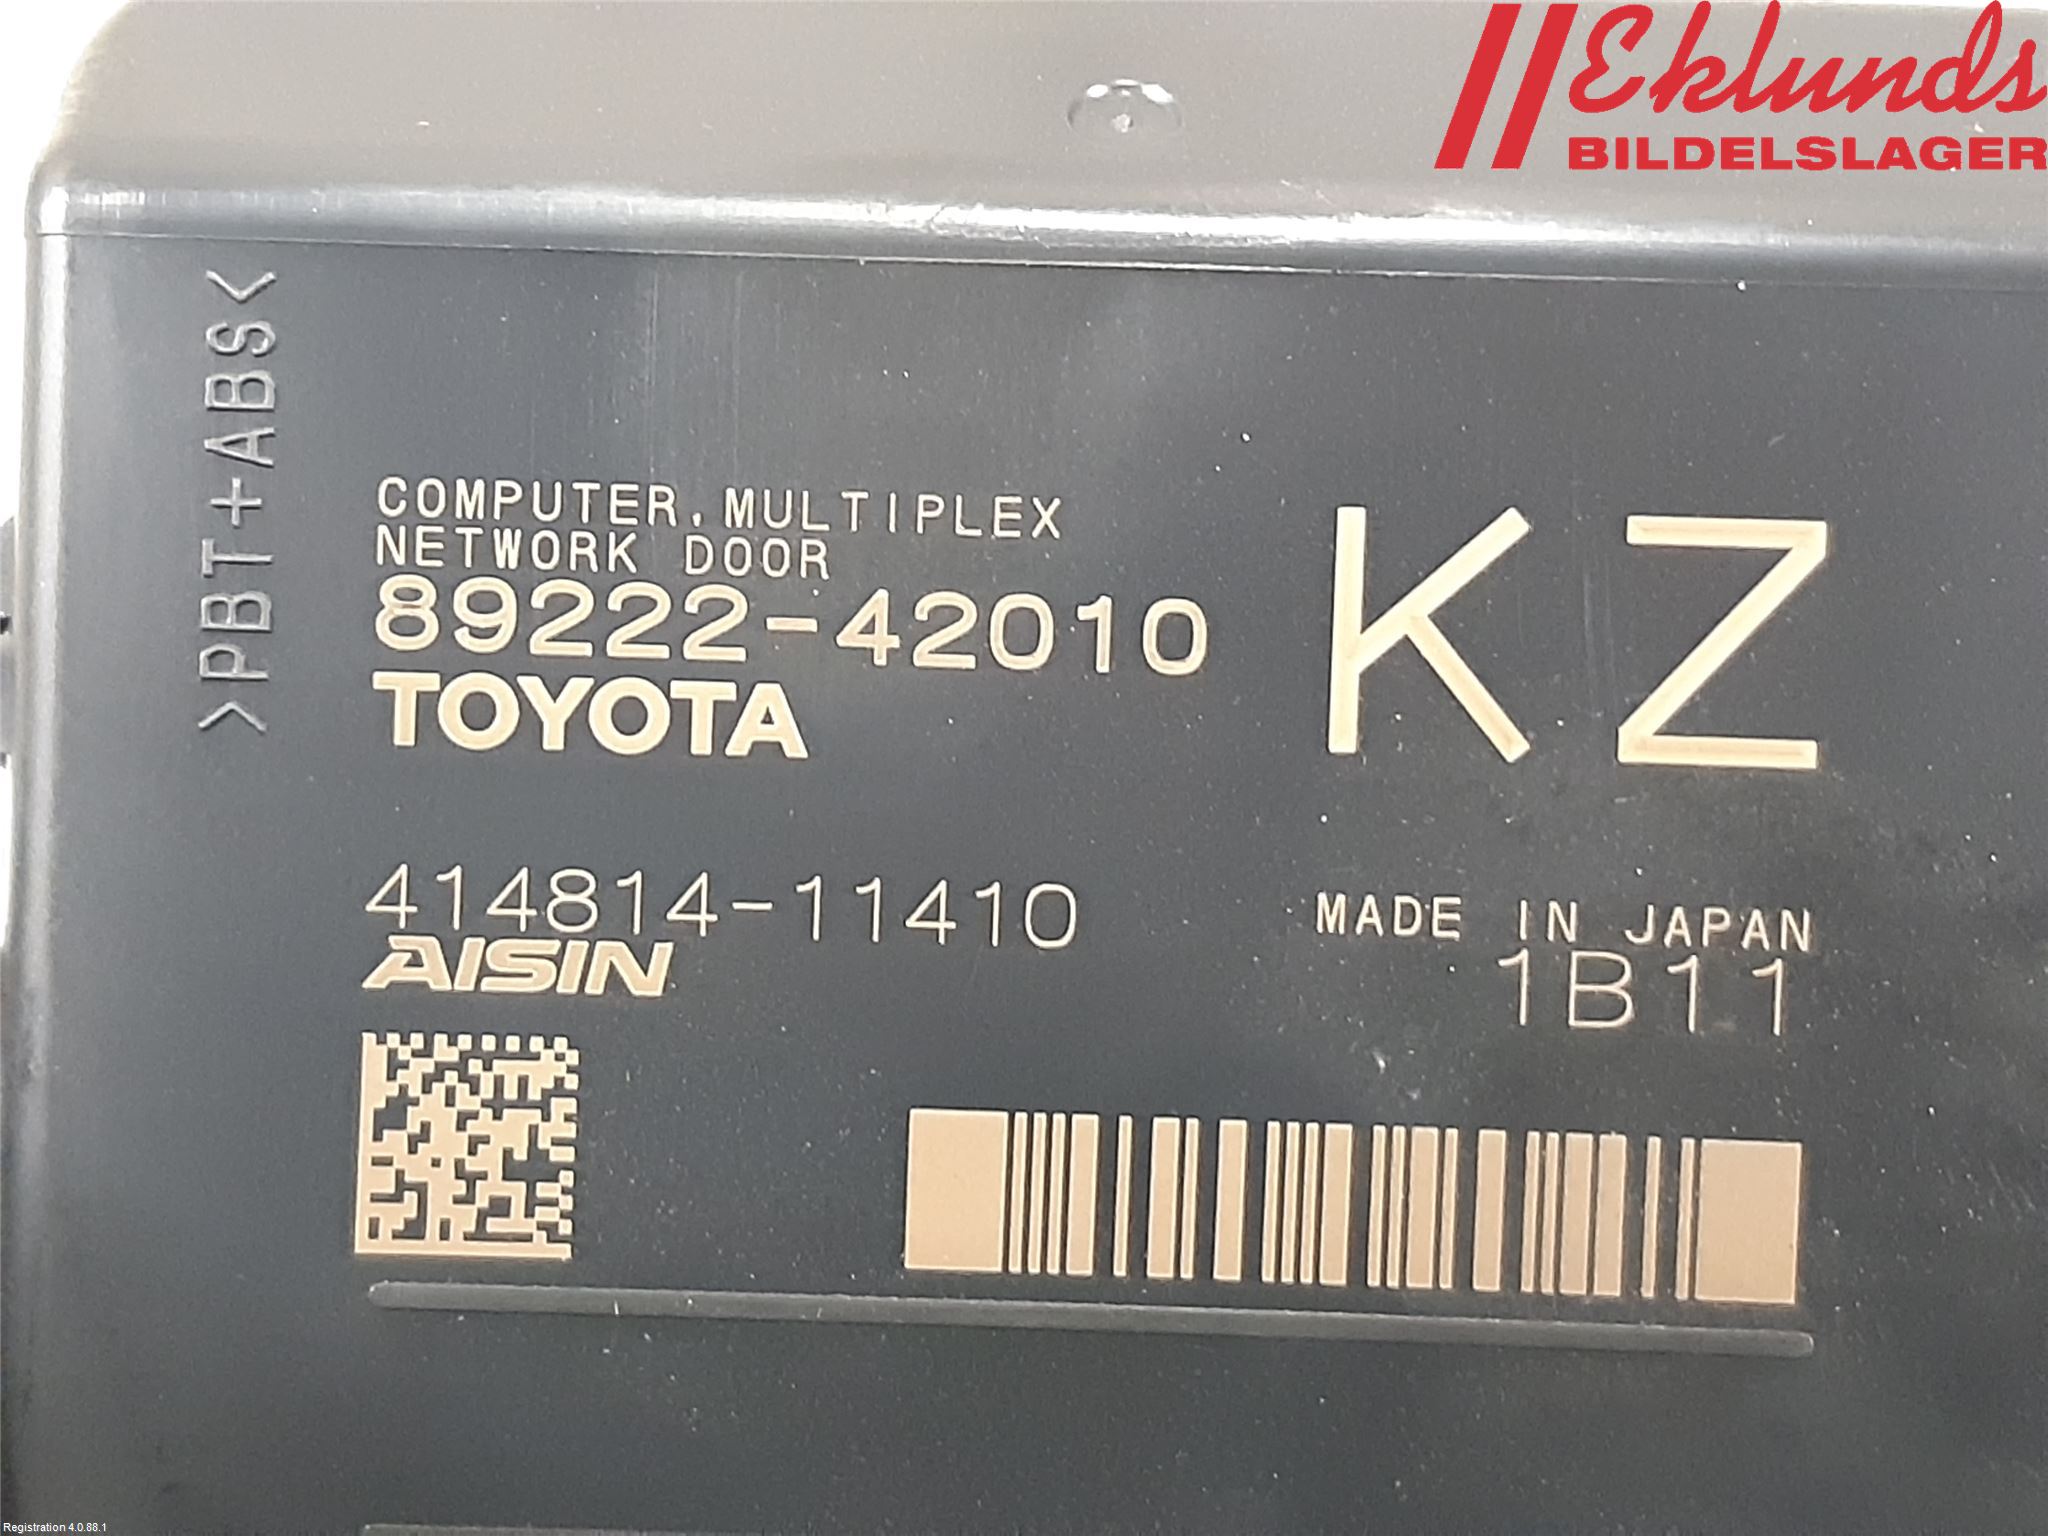 Eklunds
BILDELSLAGER
>PBT+ABS<
COMPUTER, MULTIPLEX
NETWORK DOOR
89222-42010
TOYOTA
KZ
414814-11410
AISIN
MADE IN JAPAN
1B11
Registration 4.0.88.1